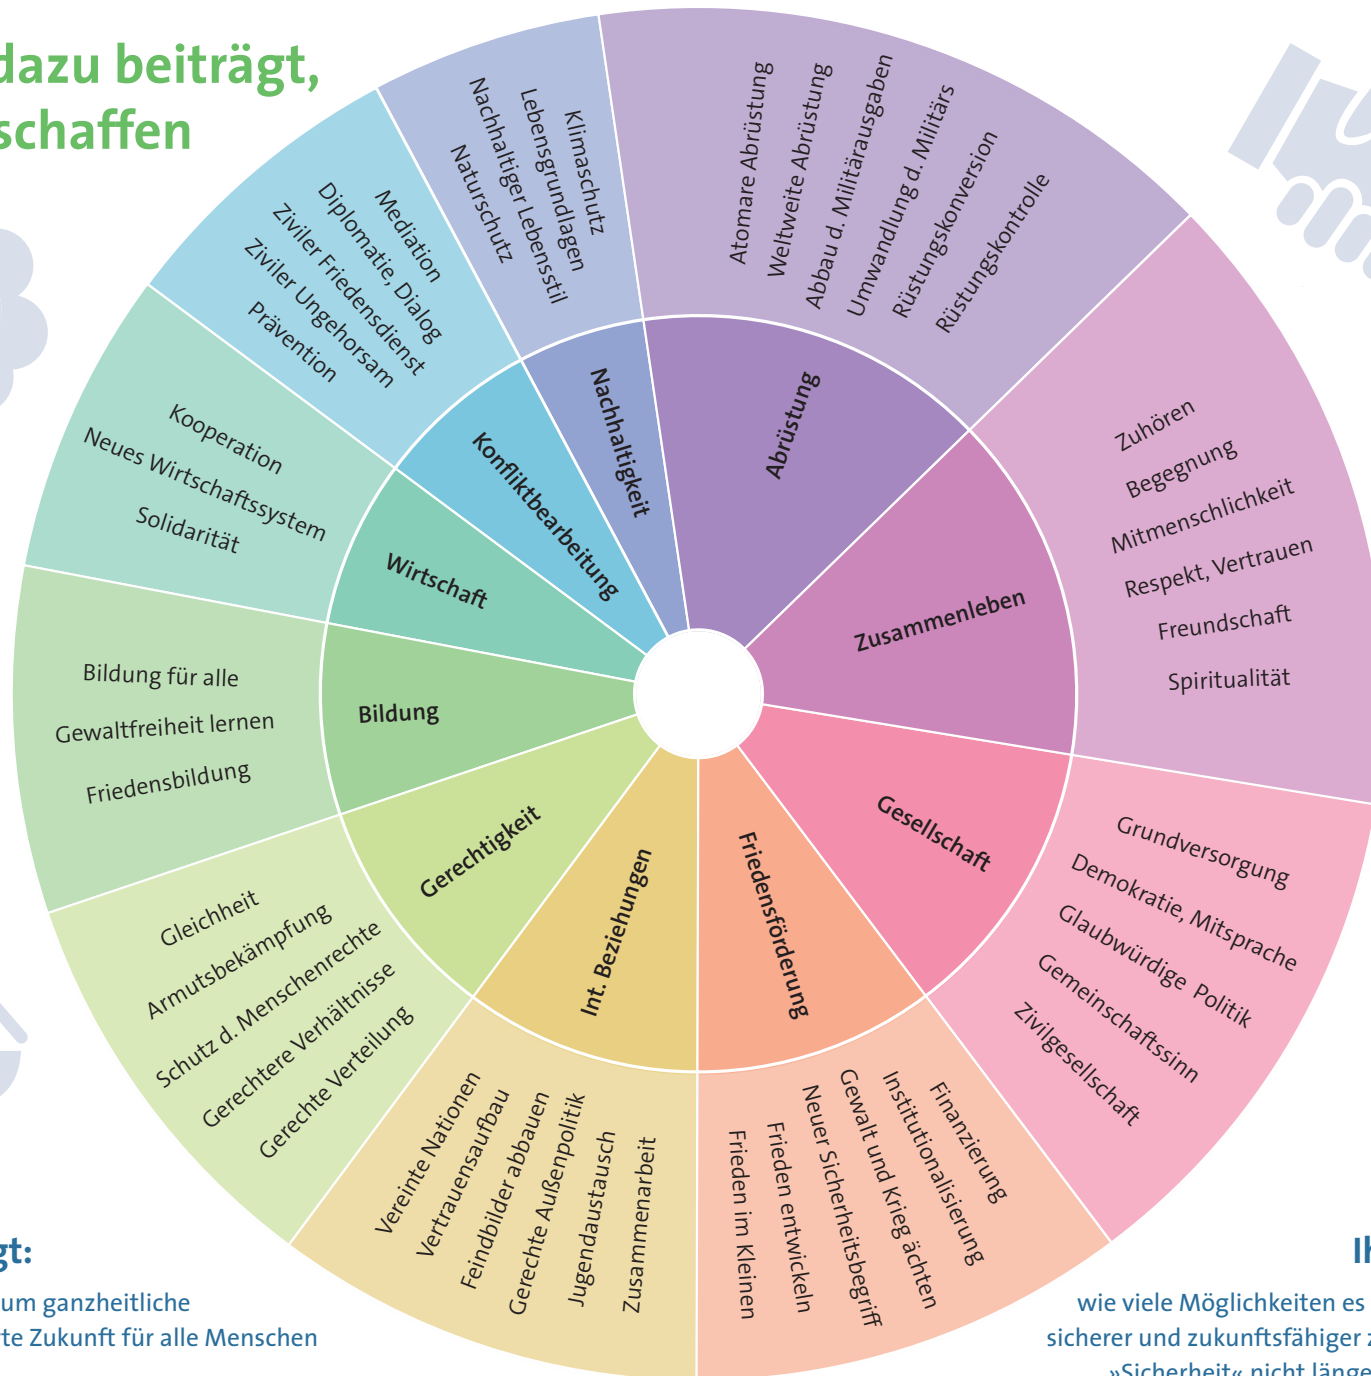 dazu beiträgt,
schaffen
Abrüstung
Atomare Abrüstung
Weltweite Abrüstung
Abbau d. Militärausgaben
Umwandlung d. Militärs
Rüstungskonversion
Rüstungskontrolle
Zusammenleben
Zuhören
Begegnung
Mitmenschlichkeit
Respekt, Vertrauen
Freundschaft
Spiritualität
Gesellschaft
Grundversorgung
Demokratie, Mitsprache
Glaubwürdige Politik
Gemeinschaftssinn
Zivilgesellschaft
Friedensförderung
Finanzierung
Institutionalisierung
Gewalt und Krieg ächten
Neuer Sicherheitsbegriff
Frieden entwickeln
Frieden im Kleinen
Int. Beziehungen
Zusammenarbeit
Jugendaustausch
Gerechte Außenpolitik
Feindbilder abbauen
Vertrauensaufbau
Vereinte Nationen
Gerechtigkeit
Gleichheit
Armutsbekämpfung
Schutz d. Menschenrechte
Gerechtere Verhältnisse
Gerechte Verteilung
Bildung
Bildung für alle
Gewaltfreiheit lernen
Friedensbildung
Wirtschaft
Kooperation
Neues Wirtschaftssystem
Solidarität
Konfliktbearbeitung
Mediation
Diplomatie, Dialog
Ziviler Friedensdienst
Ziviler Ungehorsam
Prävention
Nachhaltigkeit
Klimaschutz
Lebensgrundlagen
Nachhaltiger Lebensstil
Naturschutz
gt:
um ganzheitliche
te Zukunft für alle Menschen
Ih
wie viele Möglichkeiten es
sicherer und zukunftsfähiger z
»Sicherheit« nicht länge